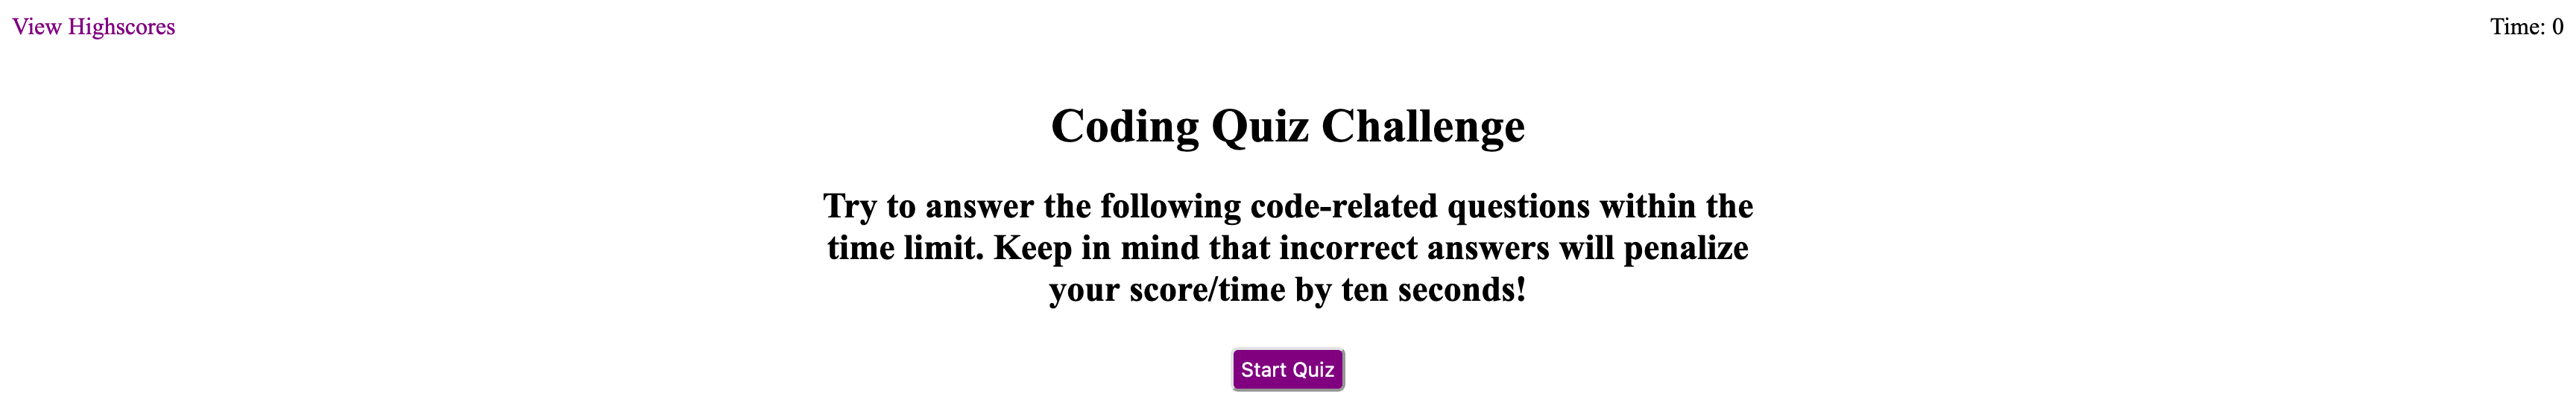 View Highscores
Time: 0
Coding Quiz Challenge
Try to answer the following code-related questions within the
time limit. Keep in mind that incorrect answers will penalize
your score/time by ten seconds!
Start Quiz